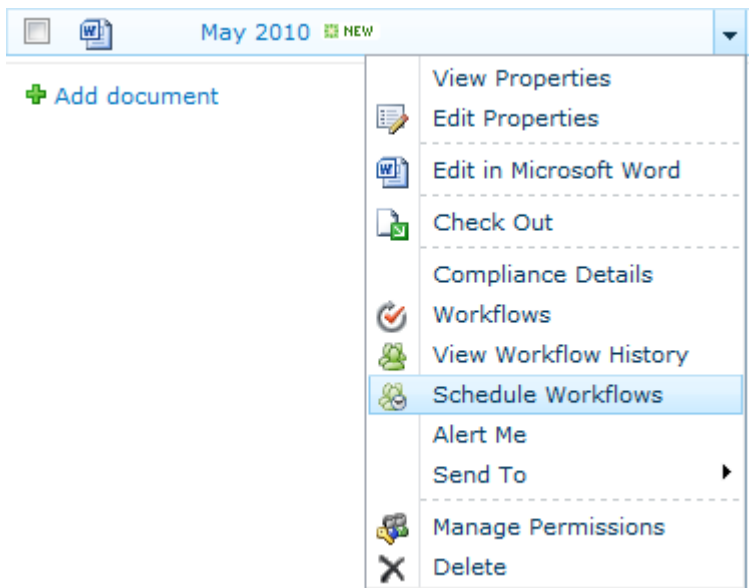 May 2010 NEW
Add document
View Properties
Edit Properties
Edit in Microsoft Word
Check Out
Compliance Details
Workflows
View Workflow History
Schedule Workflows
Alert Me
Send To
Manage Permissions
Delete